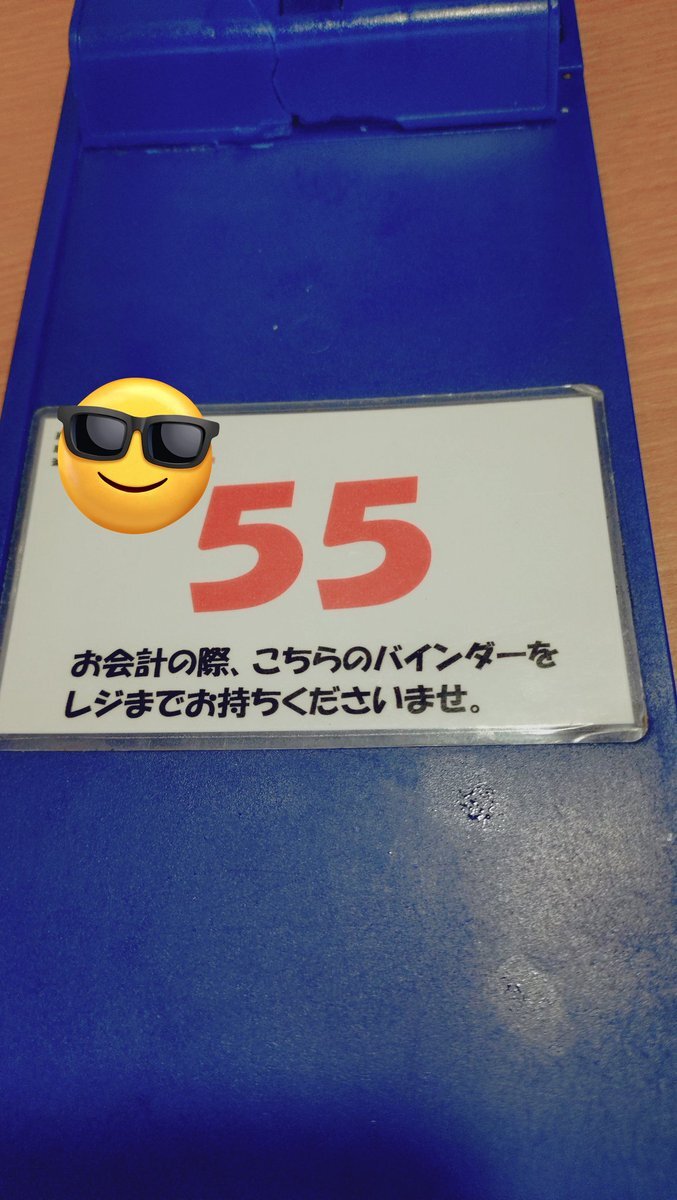 55
お会計の際、こちらのバインダーを
レジまでお持ちくださいませ。